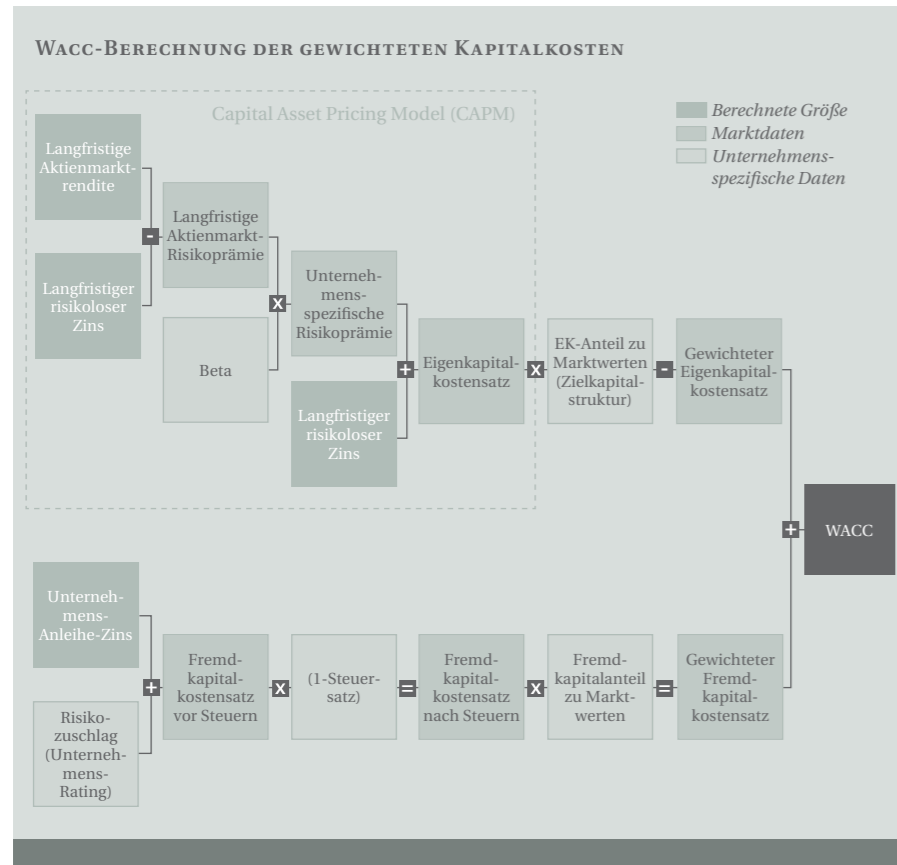 WACC-BERECHNUNG DER GEWICHTETEN KAPITALKOSTEN
Capital Asset Pricing Model (CAPM)
Berechnete Größe
Marktdaten
Unternehmens-
spezifische Daten
Langfristige
Aktienmarkt-
rendite
-
Langfristiger
risikoloser
Zins
Langfristige
Aktienmarkt-
Risikoprämie
x
Beta
Unterneh-
mens-
spezifische
Risikoprämie
+
Langfristiger
risikoloser
Zins
Eigenkapital-
kostensatz
x
EK-Anteil zu
Marktwerten
(Zielkapital-
struktur)
-
Gewichteter
Eigenkapital-
kostensatz
+
WACC
Unterneh-
mens-
Anleihe-Zins
+
Risiko-
zuschlag
(Unterneh-
mens-
Rating)
Fremd-
kapital-
kostensatz
vor Steuern
x
(1-Steuer-
satz)
=
Fremd-
kapital-
kostensatz
nach Steuern
x
Fremd-
kapitalanteil
zu Markt-
werten
=
Gewichteter
Fremd-
kapital-
kostensatz